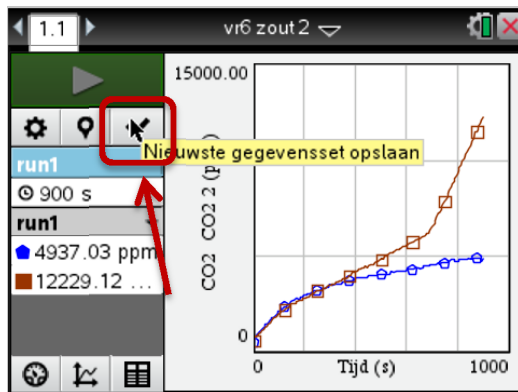 1.1
vr6 zout 2
15000.00
Nieuwste gegevensset opslaan
run1
900 s
run1
4937.03 ppm
12229.12 ...
CO2 CO2 2 (p
0
0 Tijd (s) 1000